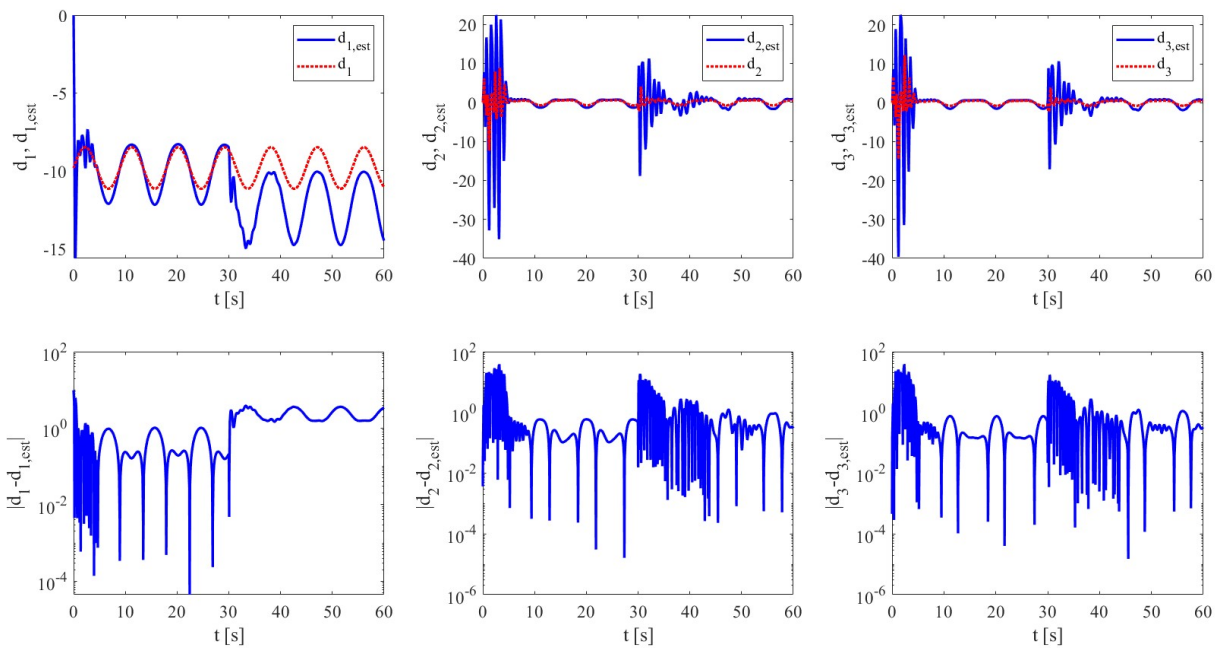 0
-5
-10
-15
0 10 20 30 40 50 60
t [s]
d1, d1,est
d1,est
d1
20
10
0
-10
-20
-30
-40
0 10 20 30 40 50 60
t [s]
d2, d2,est
d2,est
d2
20
10
0
-10
-20
-30
-40
0 10 20 30 40 50 60
t [s]
d3, d3,est
d3,est
d3
10^2
10^0
10^-2
10^-4
0 10 20 30 40 50 60
t [s]
|d1-d1,est|
10^2
10^0
10^-2
10^-4
10^-6
0 10 20 30 40 50 60
t [s]
|d2-d2,est|
10^2
10^0
10^-2
10^-4
10^-6
0 10 20 30 40 50 60
t [s]
|d3-d3,est|